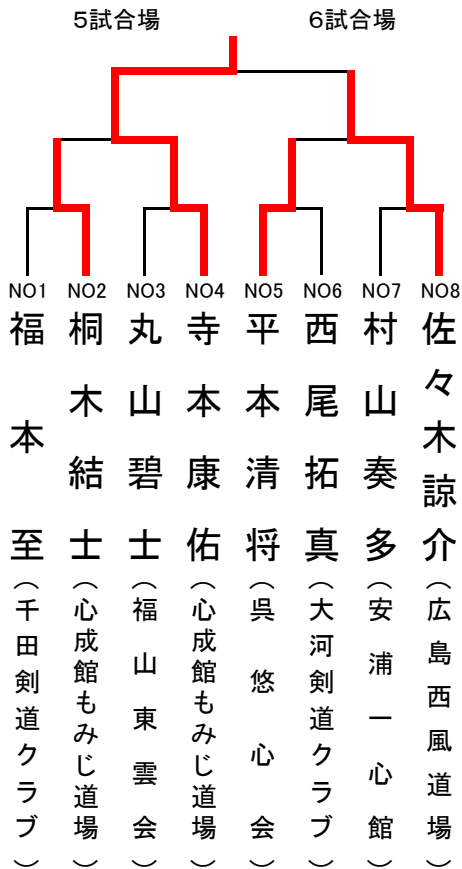 5試合場
6試合場
NO1 NO2 NO3 NO4 NO5 NO6 NO7 NO8
福本至(千田剣道クラブ)
桐木結士(心成館もみじ道場)
丸山碧士(福山東雲会)
寺本康佑(心成館もみじ道場)
平本清将(呉悠心会)
西尾拓真(大河剣道クラブ)
村山奏多(安浦一心館)
佐々木諒介(広島西風道場)